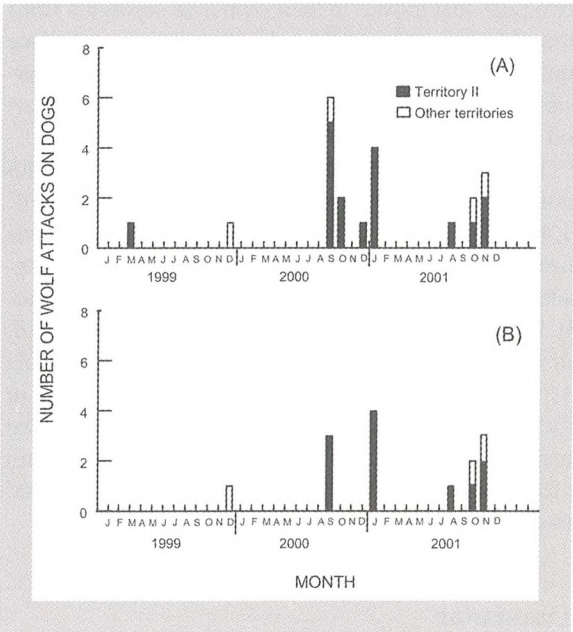 NUMBER OF WOLF ATTACKS ON DOGS
8
6
4
2
0
(A)
Territory II
Other territories
J F M A M J J A S O N D J F M A M J J A S O N D J F M A M J J A S O N D
1999 2000 2001
8
6
4
2
0
(B)
J F M A M J J A S O N D J F M A M J J A S O N D J F M A M J J A S O N D
1999 2000 2001
MONTH